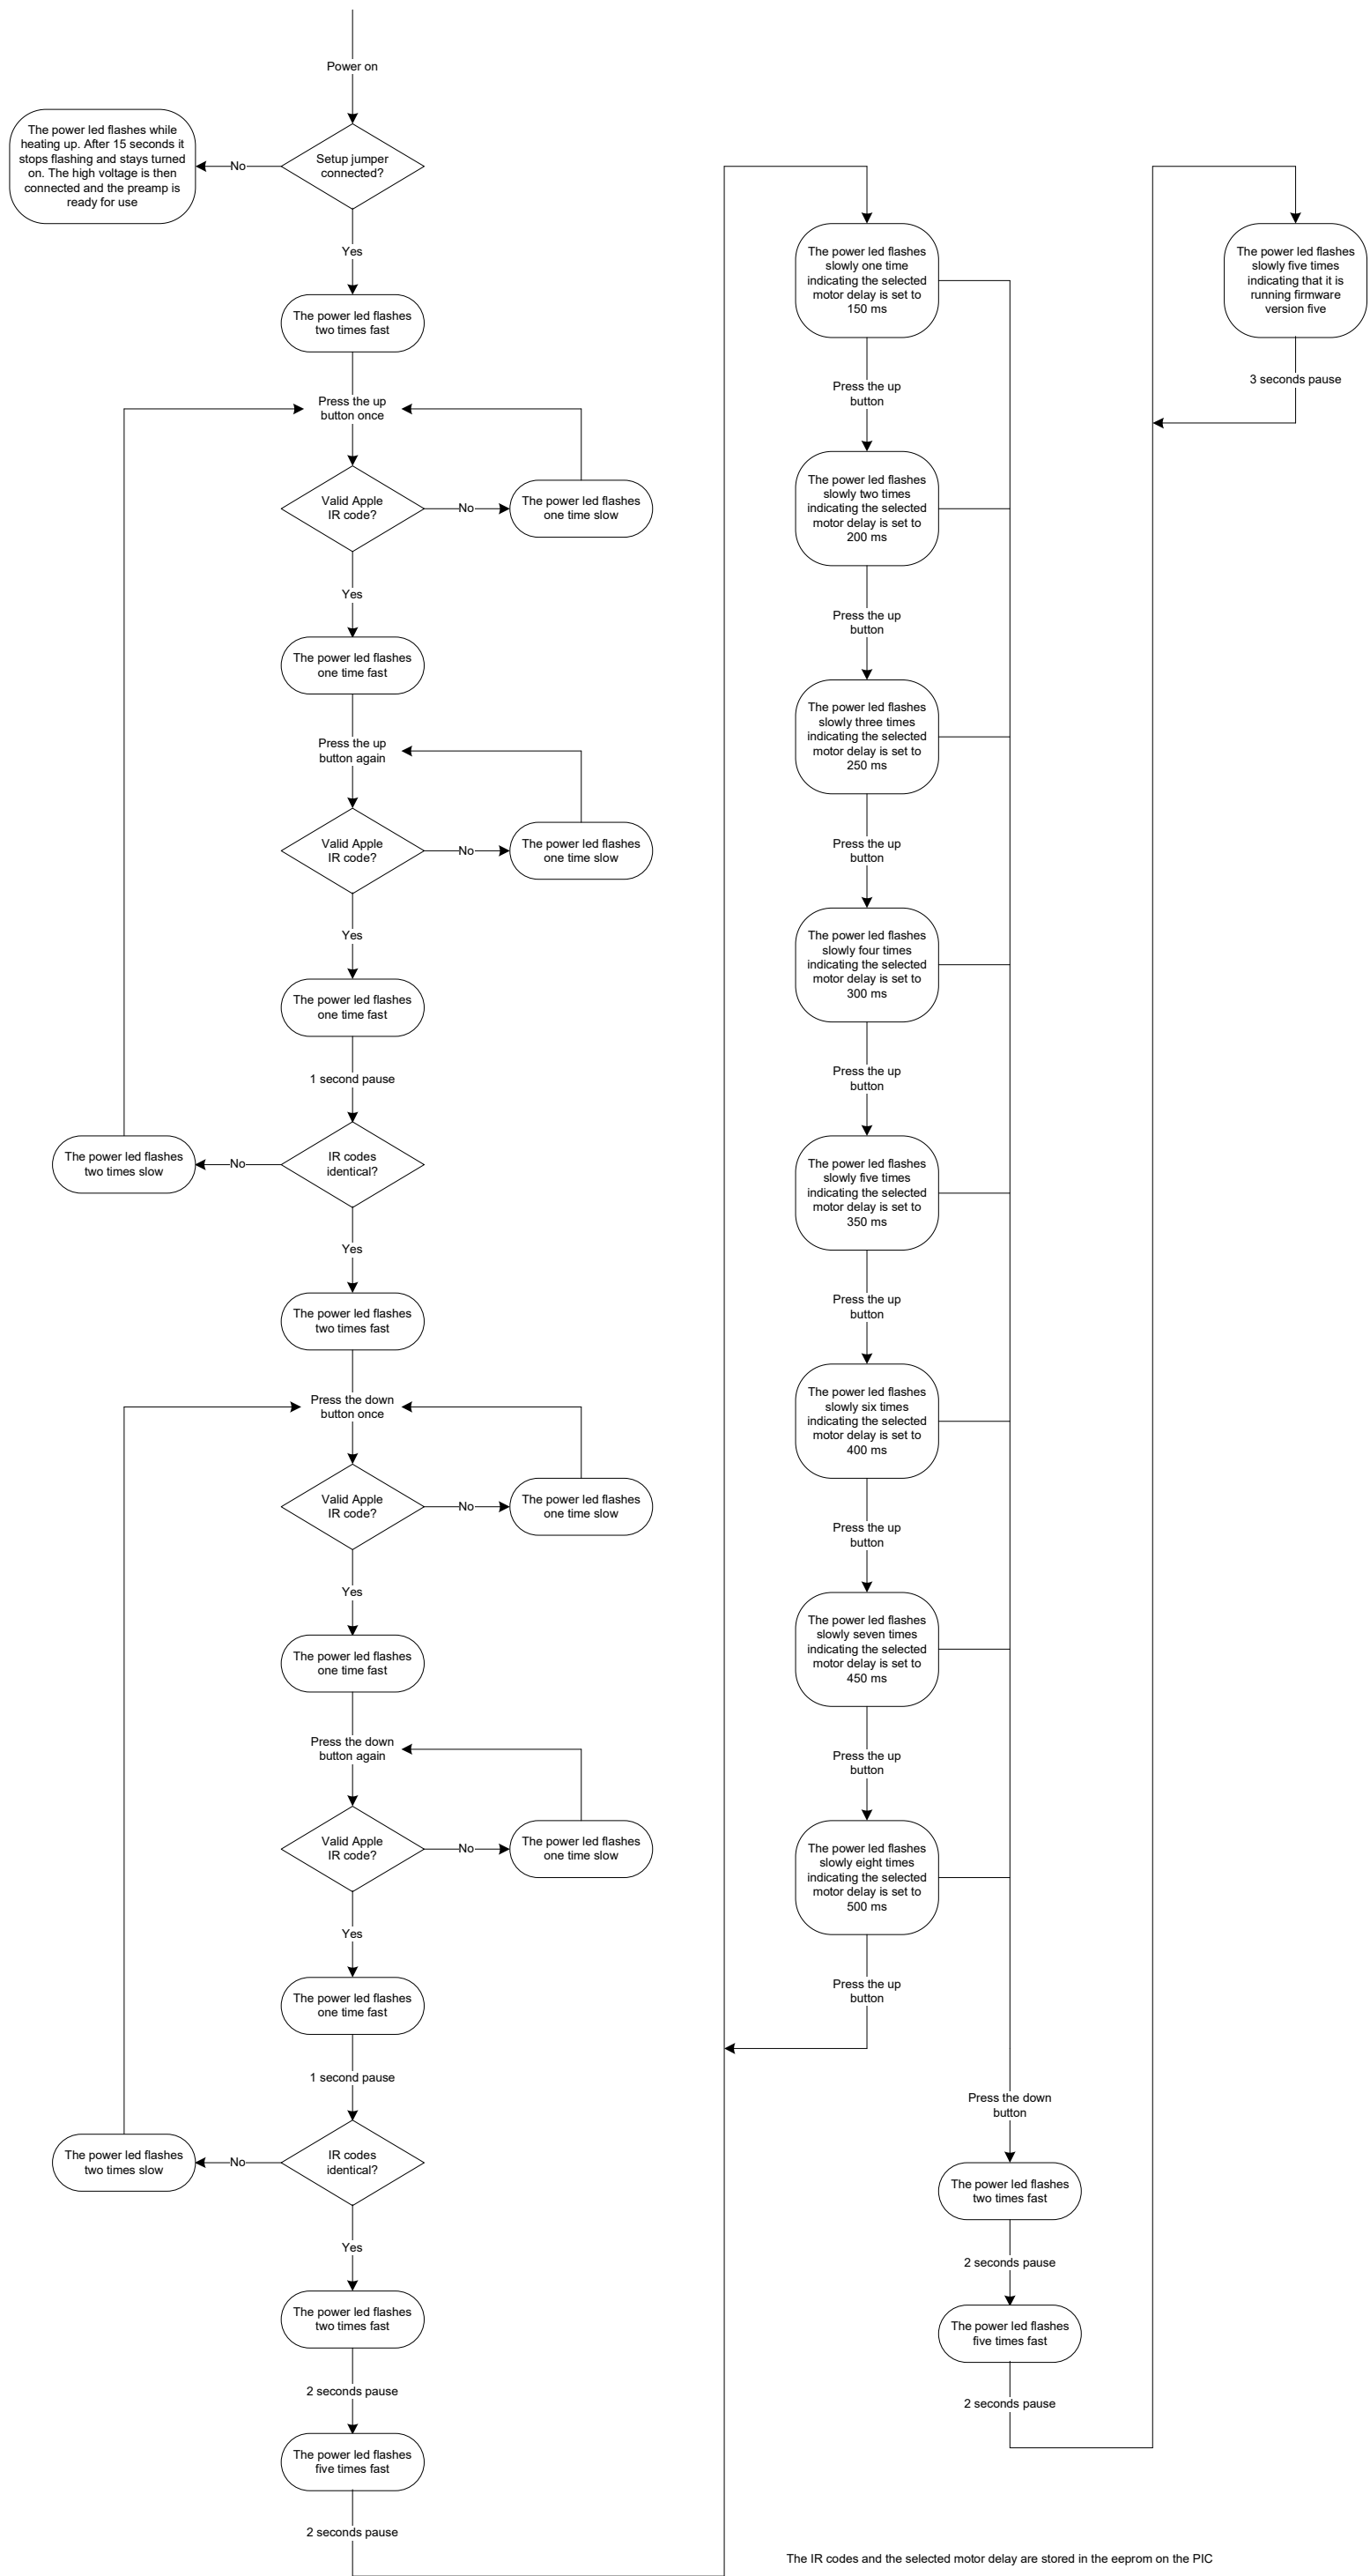 Power on
The power led flashes while
heating up. After 15 seconds it
stops flashing and stays turned
on. The high voltage is then
connected and the preamp is
ready for use
No
Setup jumper
connected?
Yes
The power led flashes
two times fast
Press the up
button once
Valid Apple
IR code?
No
The power led flashes
one time slow
Yes
The power led flashes
one time fast
Press the up
button again
Valid Apple
IR code?
No
The power led flashes
one time slow
Yes
The power led flashes
one time fast
1 second pause
The power led flashes
two times slow
No
IR codes
identical?
Yes
The power led flashes
two times fast
Press the down
button once
Valid Apple
IR code?
No
The power led flashes
one time slow
Yes
The power led flashes
one time fast
Press the down
button again
Valid Apple
IR code?
No
The power led flashes
one time slow
Yes
The power led flashes
one time fast
1 second pause
The power led flashes
two times slow
No
IR codes
identical?
Yes
The power led flashes
two times fast
2 seconds pause
The power led flashes
five times fast
2 seconds pause
The power led flashes
slowly one time
indicating the selected
motor delay is set to
150 ms
Press the up
button
The power led flashes
slowly two times
indicating the selected
motor delay is set to
200 ms
Press the up
button
The power led flashes
slowly three times
indicating the selected
motor delay is set to
250 ms
Press the up
button
The power led flashes
slowly four times
indicating the selected
motor delay is set to
300 ms
Press the up
button
The power led flashes
slowly five times
indicating the selected
motor delay is set to
350 ms
Press the up
button
The power led flashes
slowly six times
indicating the selected
motor delay is set to
400 ms
Press the up
button
The power led flashes
slowly seven times
indicating the selected
motor delay is set to
450 ms
Press the up
button
The power led flashes
slowly eight times
indicating the selected
motor delay is set to
500 ms
Press the up
button
Press the down
button
The power led flashes
two times fast
2 seconds pause
The power led flashes
five times fast
2 seconds pause
The power led flashes
slowly five times
indicating that it is
running firmware
version five
3 seconds pause
The IR codes and the selected motor delay are stored in the eeprom on the PIC